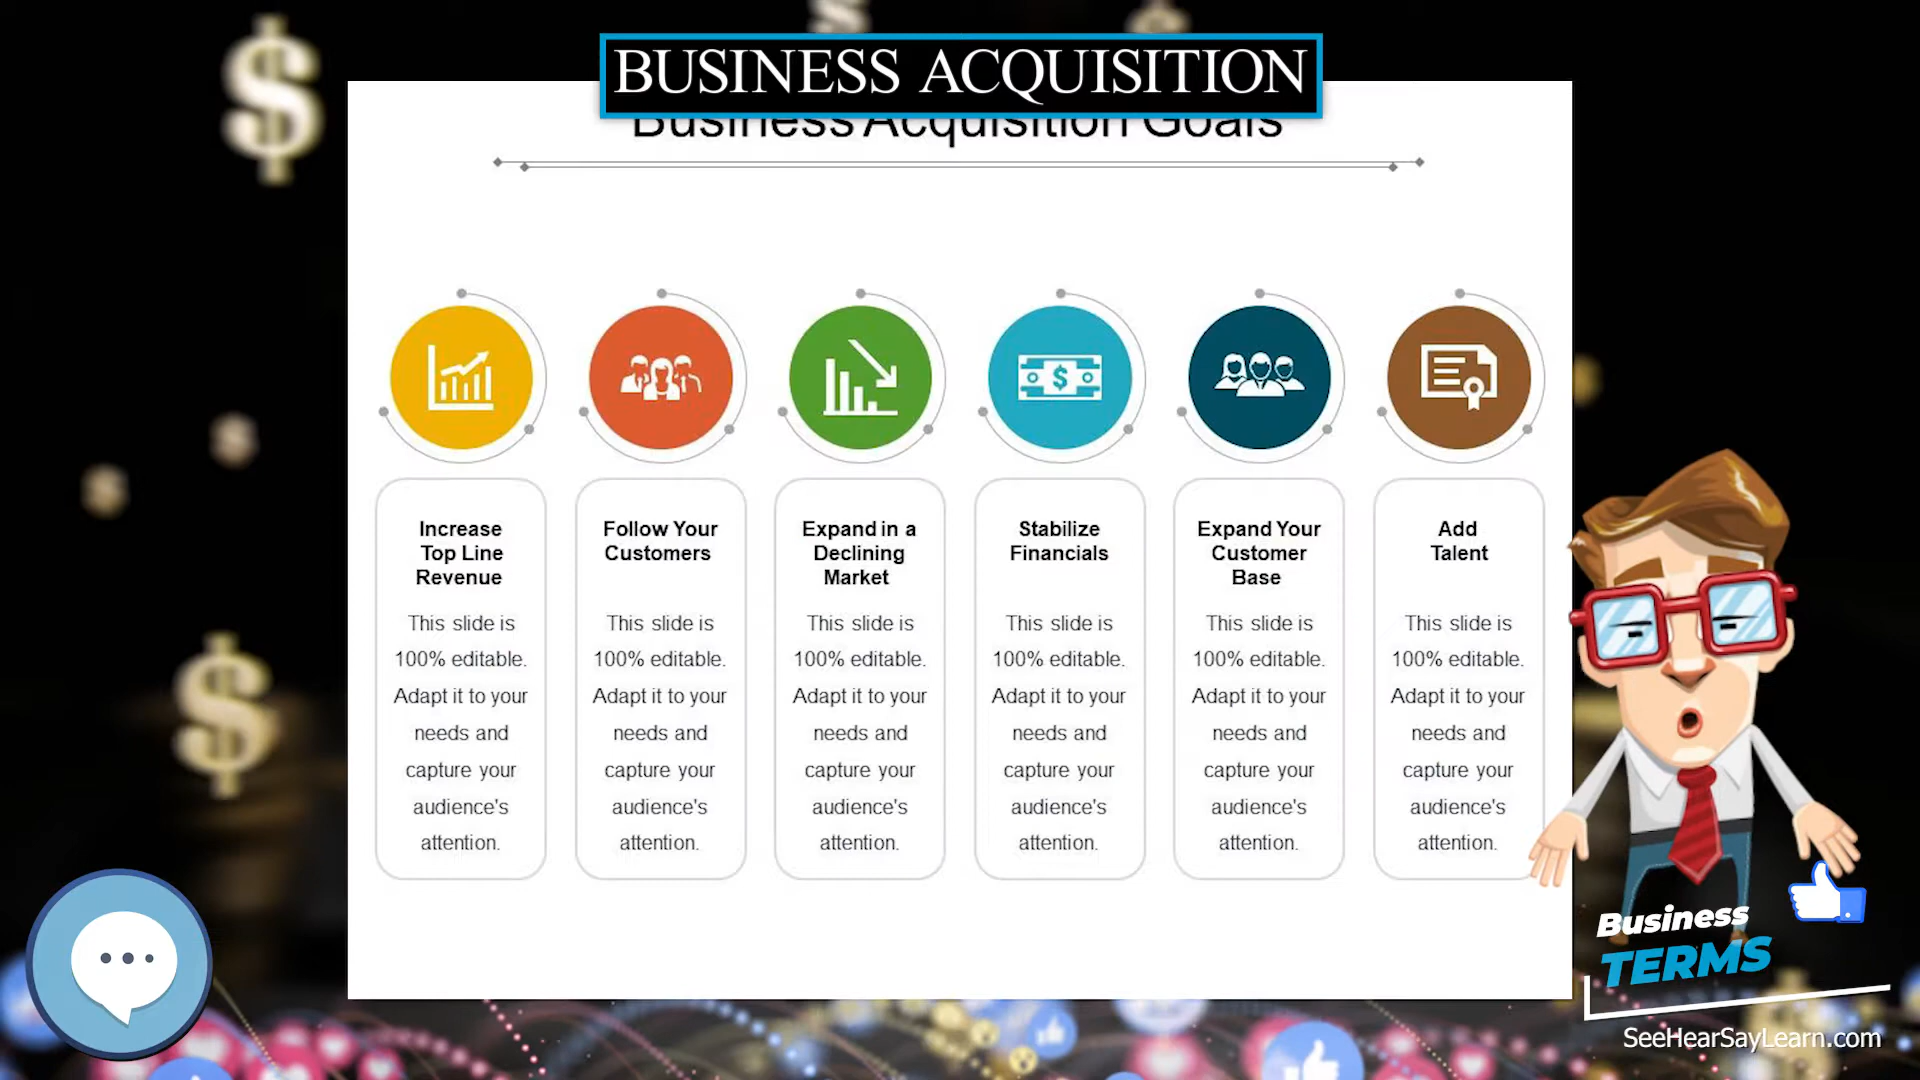 BUSINESS ACQUISITION
Business Acquisition Goals
Increase
Top Line
Revenue
This slide is
100% editable.
Adapt it to your
needs and
capture your
audience's
attention.
Follow Your
Customers
This slide is
100% editable.
Adapt it to your
needs and
capture your
audience's
attention.
Expand in a
Declining
Market
This slide is
100% editable.
Adapt it to your
needs and
capture your
audience's
attention.
Stabilize
Financials
This slide is
100% editable.
Adapt it to your
needs and
capture your
audience's
attention.
Expand Your
Customer
Base
This slide is
100% editable.
Adapt it to your
needs and
capture your
audience's
attention.
Add
Talent
This slide is
100% editable.
Adapt it to your
needs and
capture your
audience's
attention.
Business
TERMS
SeeHearSayLearn.com